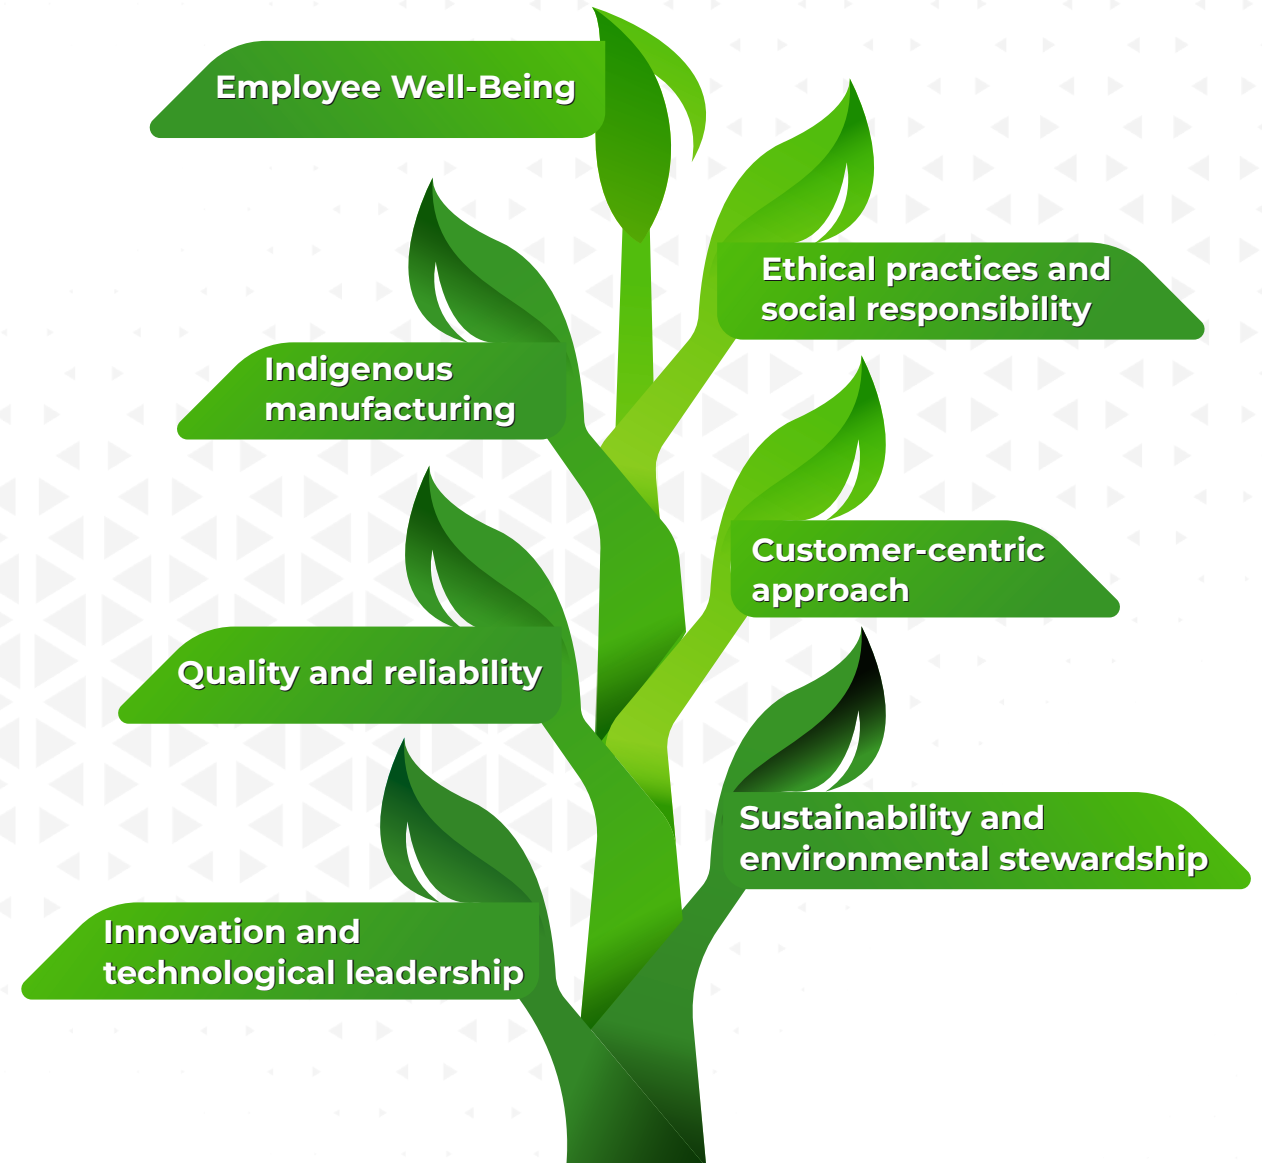 Employee Well-Being
Ethical practices and
social responsibility
Indigenous
manufacturing
Customer-centric
approach
Quality and reliability
Sustainability and
environmental stewardship
Innovation and
technological leadership